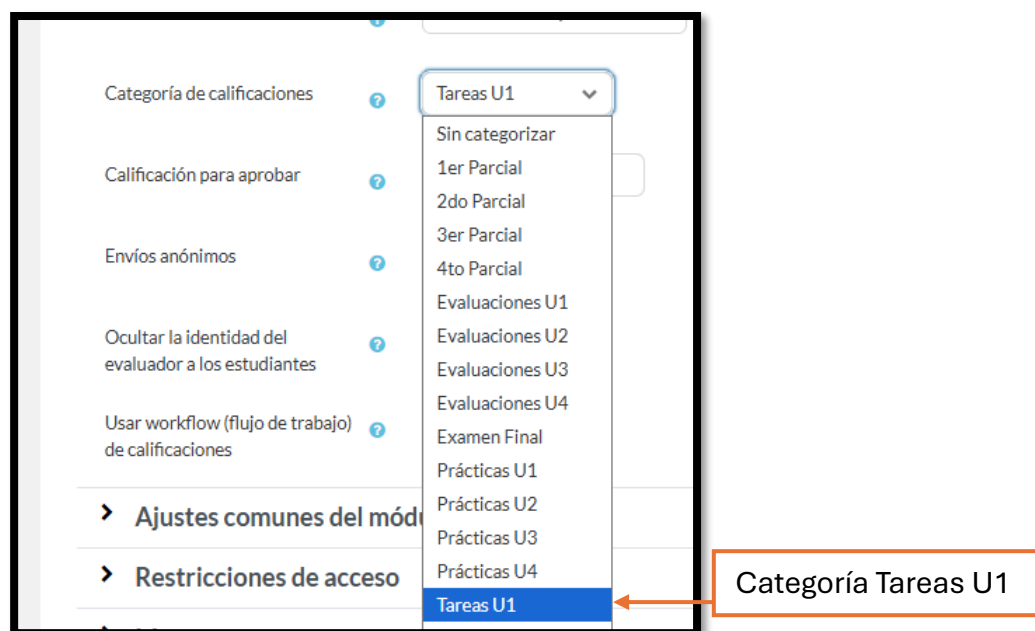 Categoría de calificaciones
Tareas U1
Sin categorizar
1er Parcial
Calificación para aprobar
2do Parcial
3er Parcial
Envíos anónimos
4to Parcial
Evaluaciones U1
Ocultar la identidad del
evaluador a los estudiantes
Evaluaciones U2
Evaluaciones U3
Evaluaciones U4
Usar workflow (flujo de trabajo)
de calificaciones
Examen Final
Prácticas U1
Prácticas U2
Ajustes comunes del módu
Prácticas U3
Prácticas U4
Restricciones de acceso
Tareas U1
Categoría Tareas U1